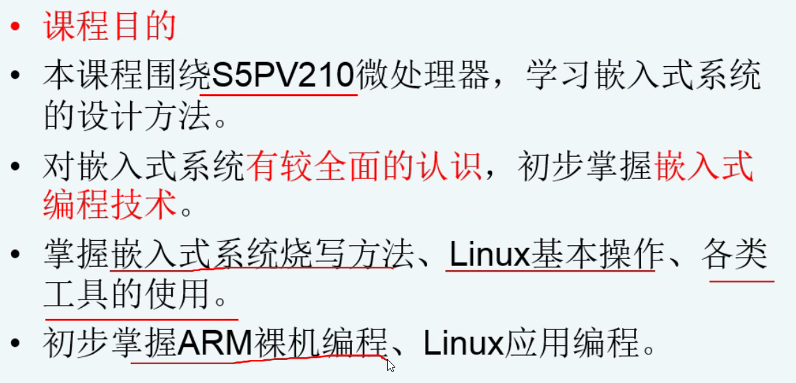 • 课程目的
• 本课程围绕S5PV210微处理器，学习嵌入式系统
的设计方法。
• 对嵌入式系统有较全面的认识，初步掌握嵌入式
编程技术。
• 掌握嵌入式系统烧写方法、Linux基本操作、各类
工具的使用。
• 初步掌握ARM裸机编程、Linux应用编程。